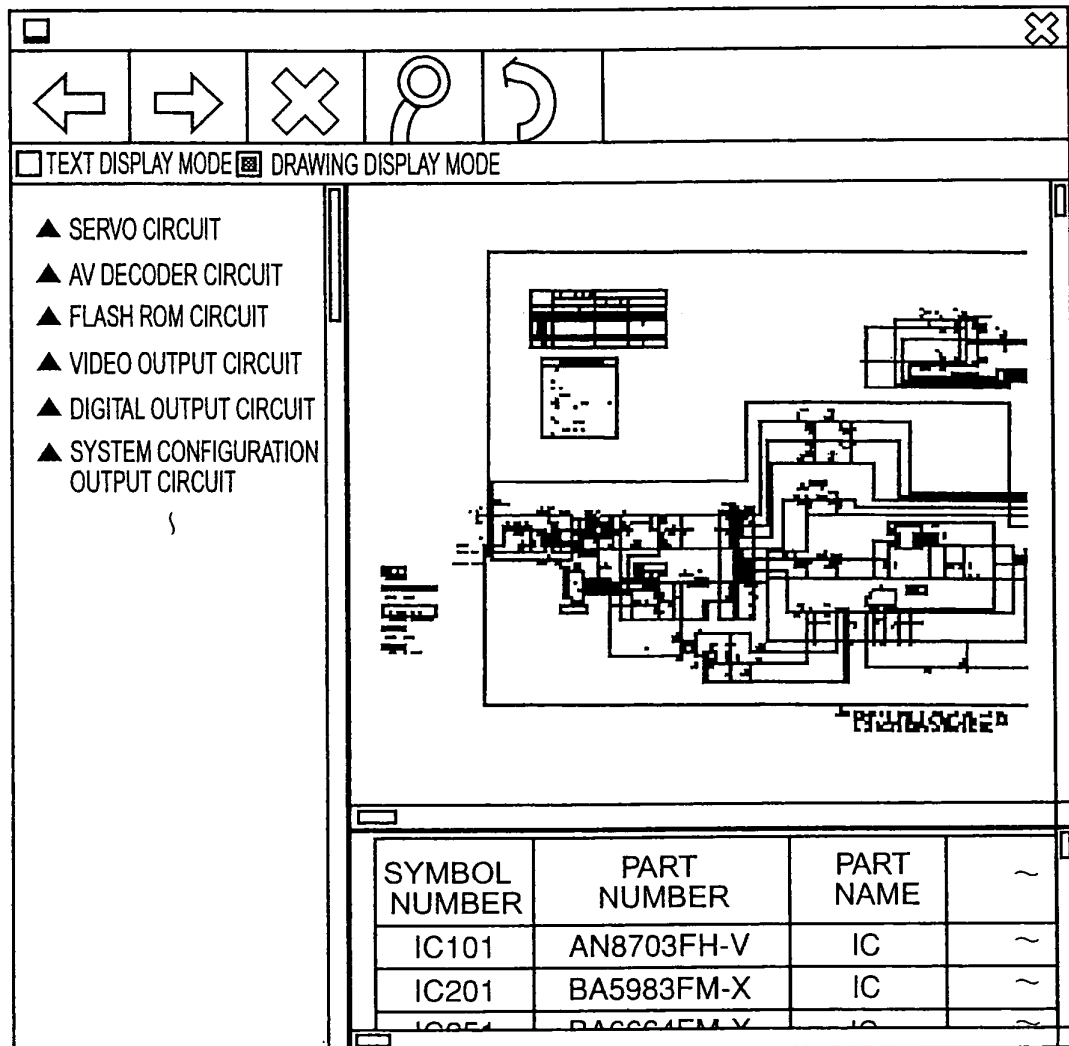 TEXT DISPLAY MODE DRAWING DISPLAY MODE
▲ SERVO CIRCUIT
▲ AV DECODER CIRCUIT
▲ FLASH ROM CIRCUIT
▲ VIDEO OUTPUT CIRCUIT
▲ DIGITAL OUTPUT CIRCUIT
▲ SYSTEM CONFIGURATION
OUTPUT CIRCUIT
SYMBOL NUMBER PART NUMBER PART NAME ~
IC101 AN8703FH-V IC ~
IC201 BA5983FM-X IC ~